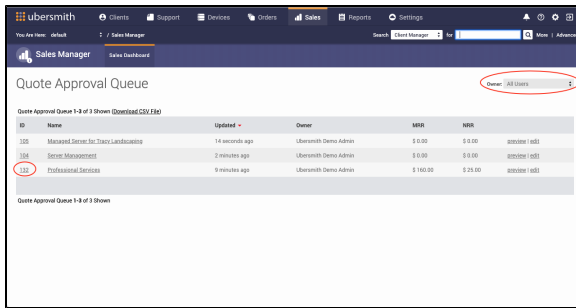 ubersmith Clients Support Devices Orders Sales Reports Settings
You Are Here: default / Sales Manager Search Client Manager for More | Advance
Sales Manager Sales Dashboard
Quote Approval Queue Owner: All Users
Quote Approval Queue 1-3 of 3 Shown (Download CSV File)
ID Name Updated Owner MRR NRR
105 Managed Server for Tracy Landscaping 14 seconds ago Ubersmith Demo Admin $ 0.00 $ 0.00 preview | edit
104 Server Management 2 minutes ago Ubersmith Demo Admin $ 0.00 $ 0.00 preview | edit
132 Professional Services 9 minutes ago Ubersmith Demo Admin $ 160.00 $ 25.00 preview | edit
Quote Approval Queue 1-3 of 3 Shown